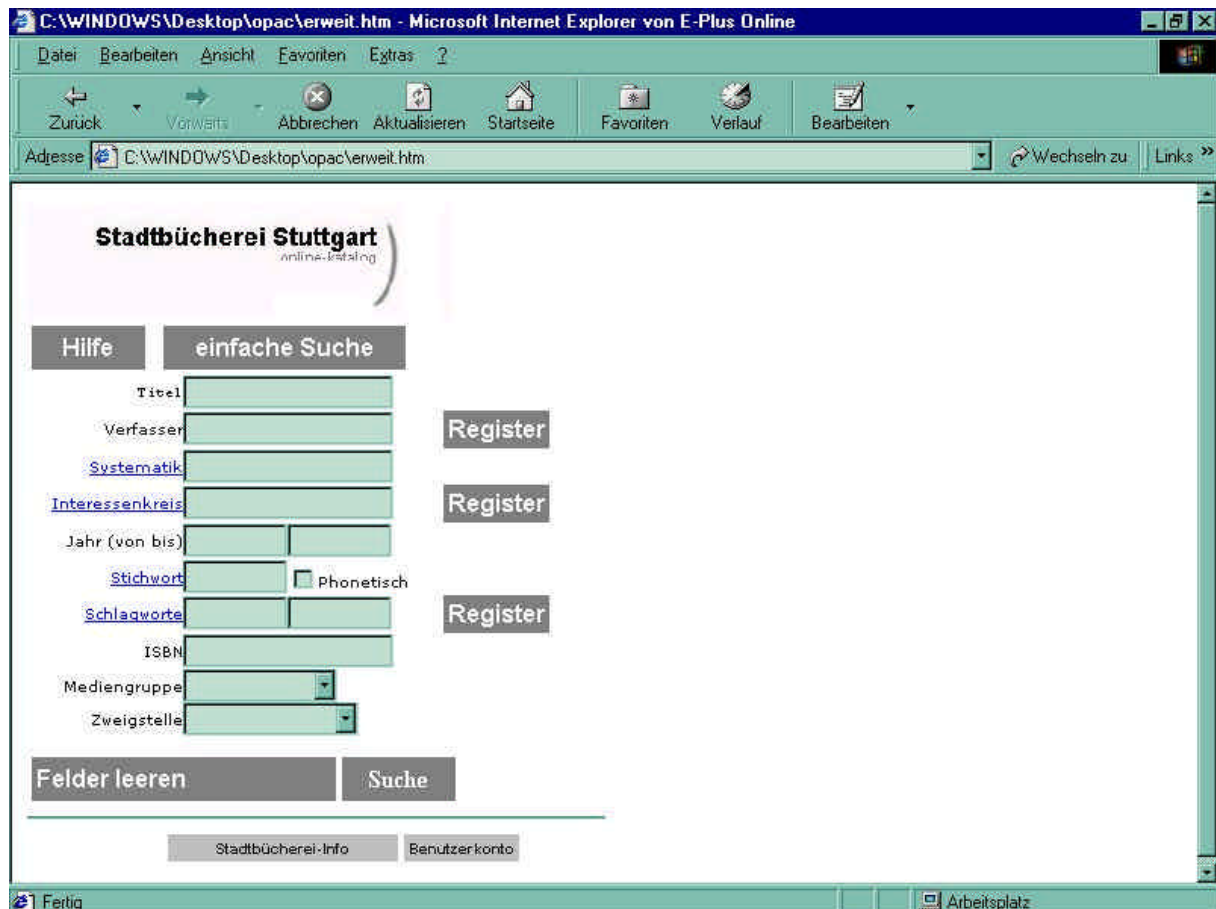 C:\WINDOWS\Desktop\opac\erweit.htm - Microsoft Internet Explorer von E-Plus Online
Datei Bearbeiten Ansicht Favoriten Extras ?
Zurück Vorwärts Abbrechen Aktualisieren Startseite Favoriten Verlauf Bearbeiten
Adresse C:\WINDOWS\Desktop\opac\erweit.htm Wechseln zu Links »
Stadtbücherei Stuttgart
online-katalog
Hilfe einfache Suche
Titel
Verfasser Register
Systematik
Interessenkreis Register
Jahr (von bis)
Stichwort Phonetisch
Schlagworte Register
ISBN
Mediengruppe
Zweigstelle
Felder leeren Suche
Stadtbücherei-Info Benutzerkonto
Fertig Arbeitsplatz